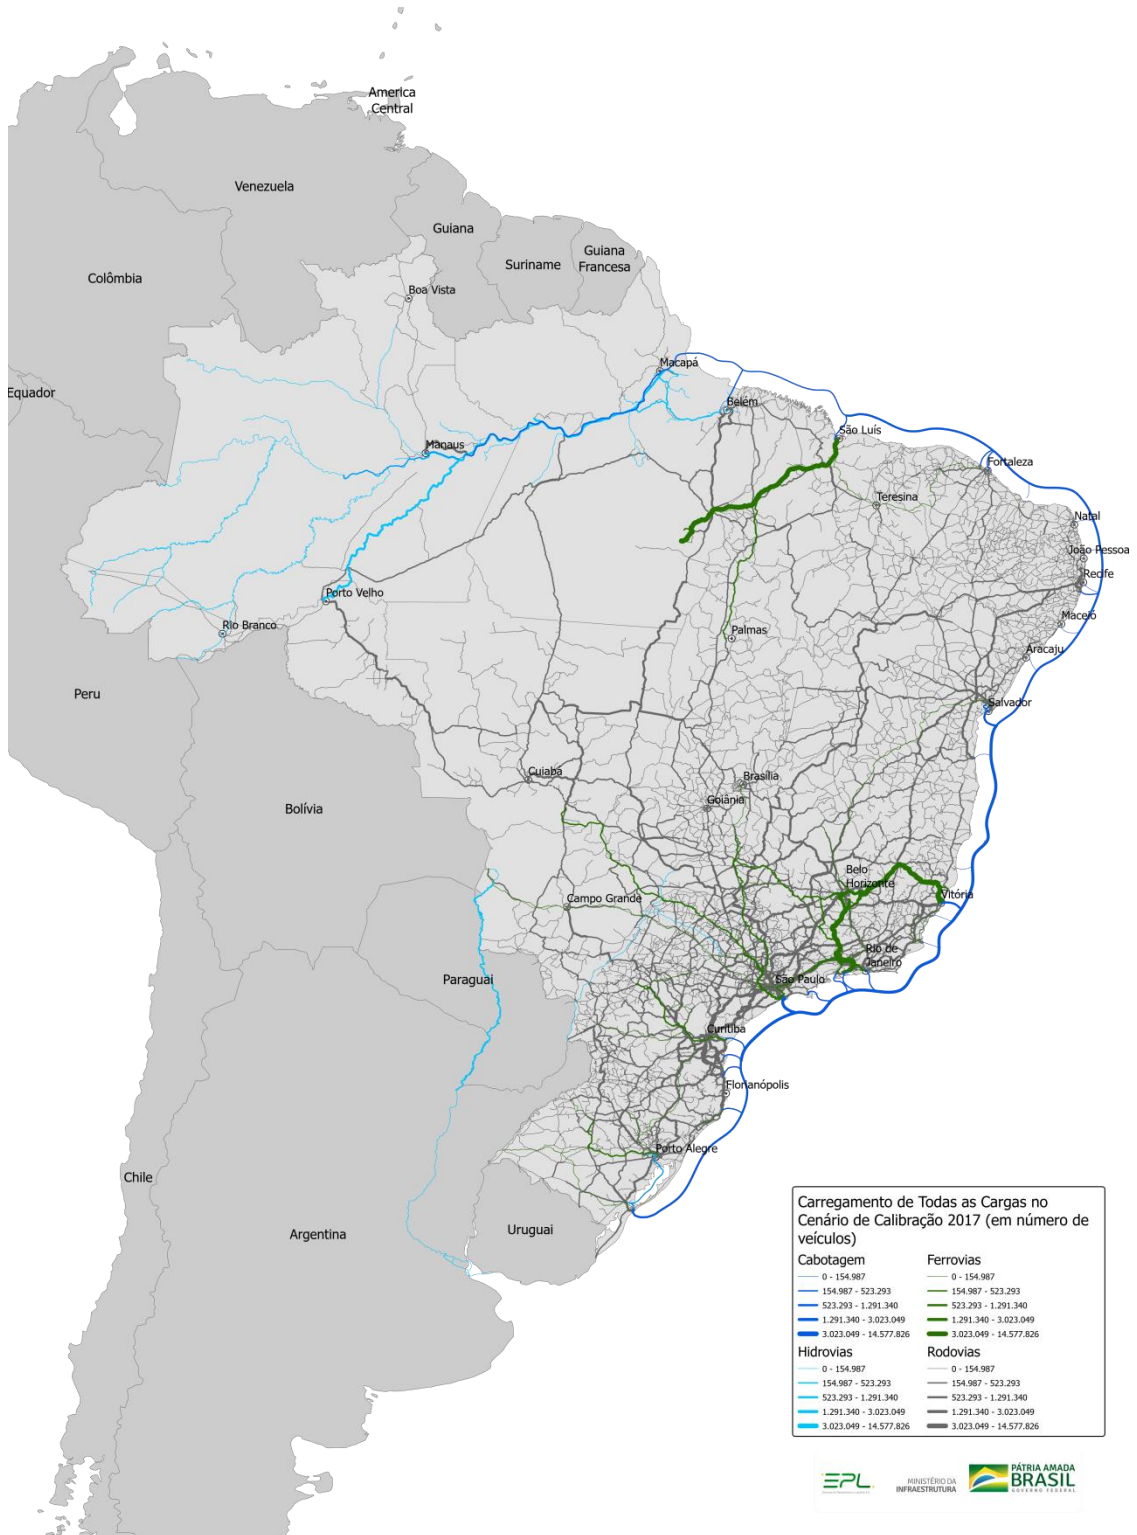 America
Central
Venezuela
Guiana
Suriname
Guiana
Francesa
Colômbia
Boa Vista
Macapá
Equador
Belém
São Luís
Manaus
Fortaleza
Teresina
Natal
João Pessoa
Recife
Porto Velho
Maceió
Rio Branco
Palmas
Aracaju
Peru
Salvador
Cuiabá
Brasília
Goiânia
Bolívia
Belo
Horizonte
Vitória
Campo Grande
Rio de
Janeiro
Paraguai
São Paulo
Curitiba
Florianópolis
Porto Alegre
Chile
Argentina
Uruguai
Carregamento de Todas as Cargas no
Cenário de Calibração 2017 (em número de
veículos)
Cabotagem
0 - 154.987
154.987 - 523.293
523.293 - 1.291.340
1.291.340 - 3.023.049
3.023.049 - 14.577.826
Ferrovias
0 - 154.987
154.987 - 523.293
523.293 - 1.291.340
1.291.340 - 3.023.049
3.023.049 - 14.577.826
Hidrovias
0 - 154.987
154.987 - 523.293
523.293 - 1.291.340
1.291.340 - 3.023.049
3.023.049 - 14.577.826
Rodovias
0 - 154.987
154.987 - 523.293
523.293 - 1.291.340
1.291.340 - 3.023.049
3.023.049 - 14.577.826
EPL
MINISTÉRIO DA
INFRAESTRUTURA
PÁTRIA AMADA
BRASIL
GOVERNO FEDERAL